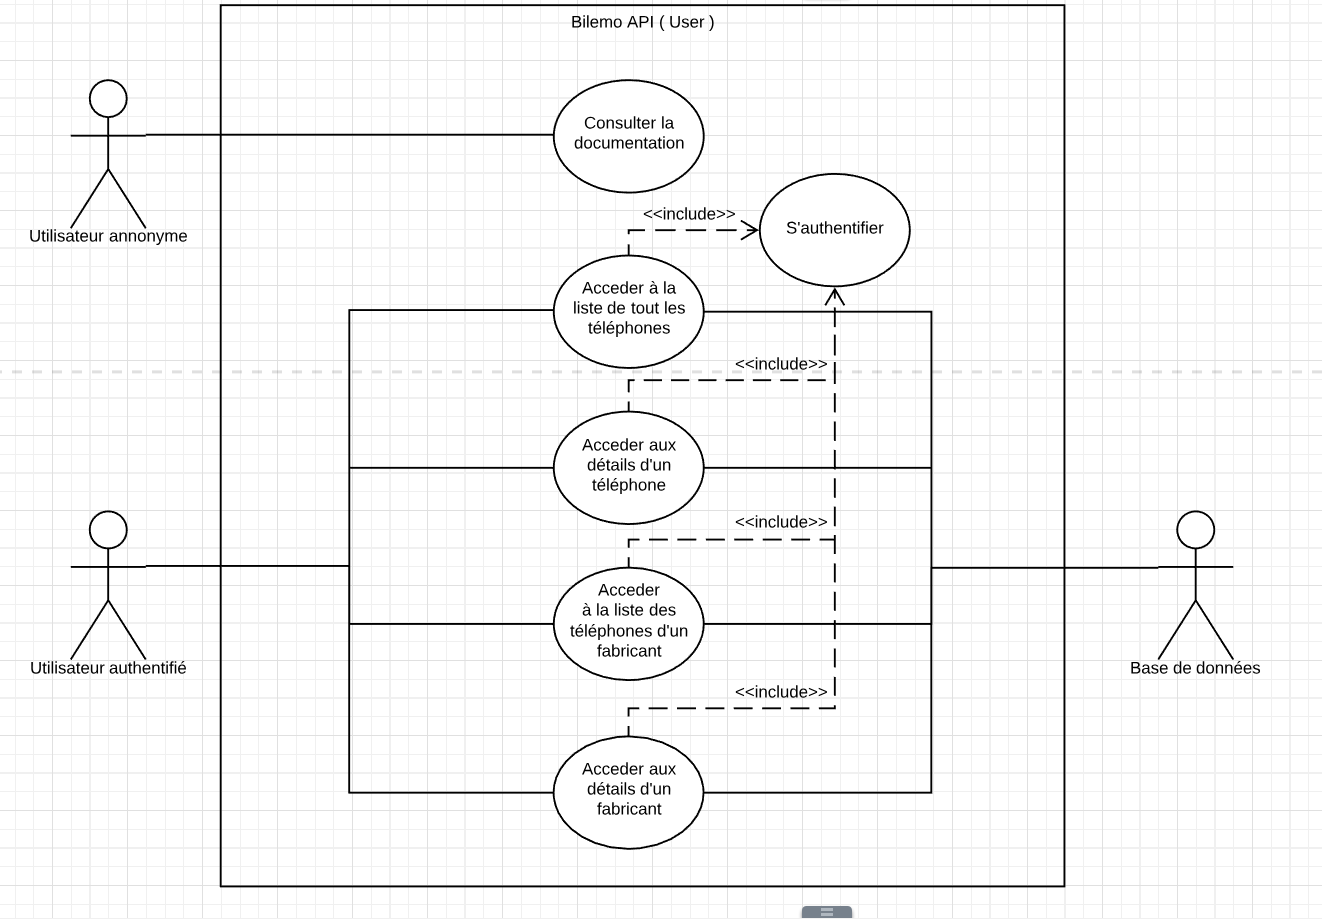 Bilemo API ( User )
Consulter la
documentation
Utilisateur annonyme
<<include>>
S'authentifier
Acceder à la
liste de tout les
téléphones
<<include>>
Acceder aux
détails d'un
téléphone
<<include>>
Acceder
à la liste des
téléphones d'un
fabricant
Utilisateur authentifié
Base de données
<<include>>
Acceder aux
détails d'un
fabricant